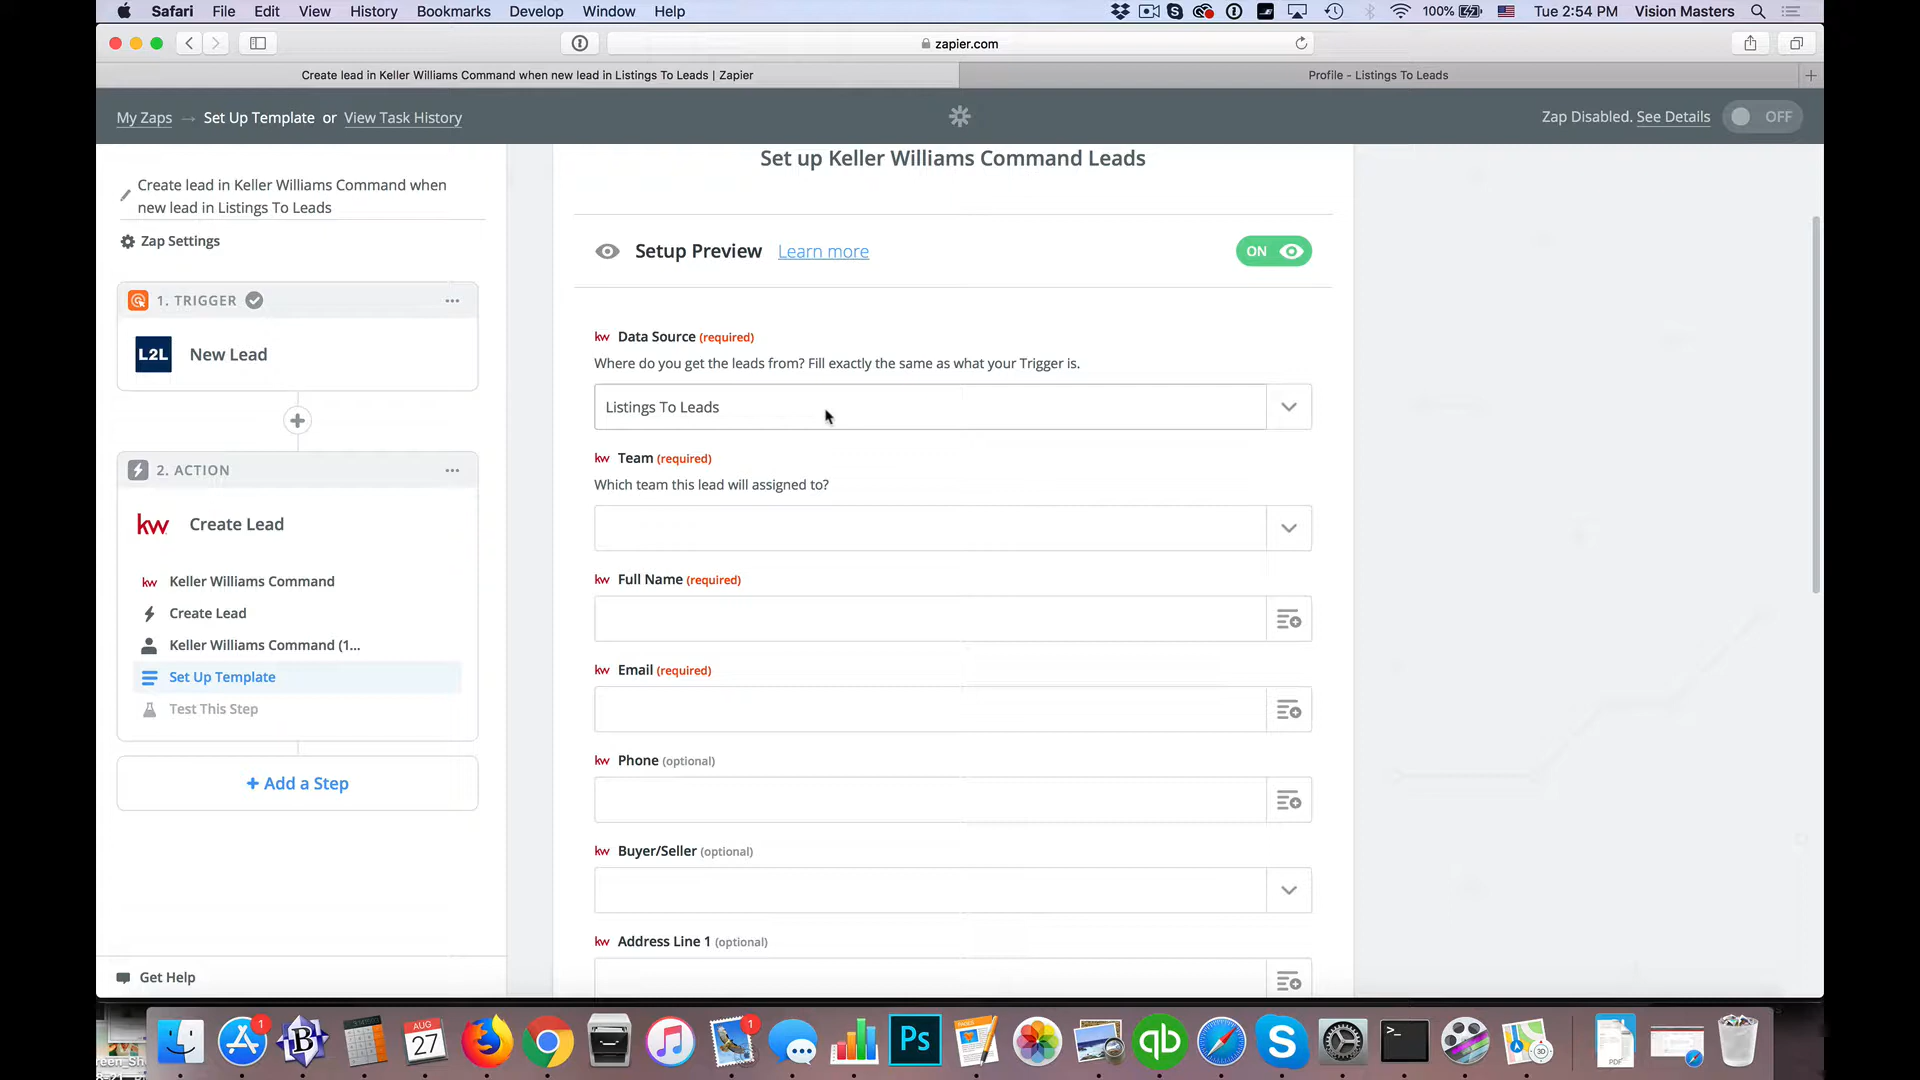 Safari File Edit View History Bookmarks Develop Window Help 100% Tue 2:54 PM Vision Masters
zapier.com
Create lead in Keller Williams Command when new lead in Listings To Leads | Zapier
Profile - Listings To Leads
My Zaps → Set Up Template or View Task History
Zap Disabled. See Details OFF
Create lead in Keller Williams Command when
new lead in Listings To Leads
Zap Settings
1. TRIGGER
L2L New Lead
2. ACTION
kw Create Lead
kw Keller Williams Command
Create Lead
Keller Williams Command (1...
Set Up Template
Test This Step
+ Add a Step
Get Help
Set up Keller Williams Command Leads
Setup Preview Learn more ON
kw Data Source (required)
Where do you get the leads from? Fill exactly the same as what your Trigger is.
Listings To Leads
kw Team (required)
Which team this lead will assigned to?
kw Full Name (required)
kw Email (required)
kw Phone (optional)
kw Buyer/Seller (optional)
kw Address Line 1 (optional)
1
B
AUG
27
1
Ps
qb
S
>_
3D
PDF